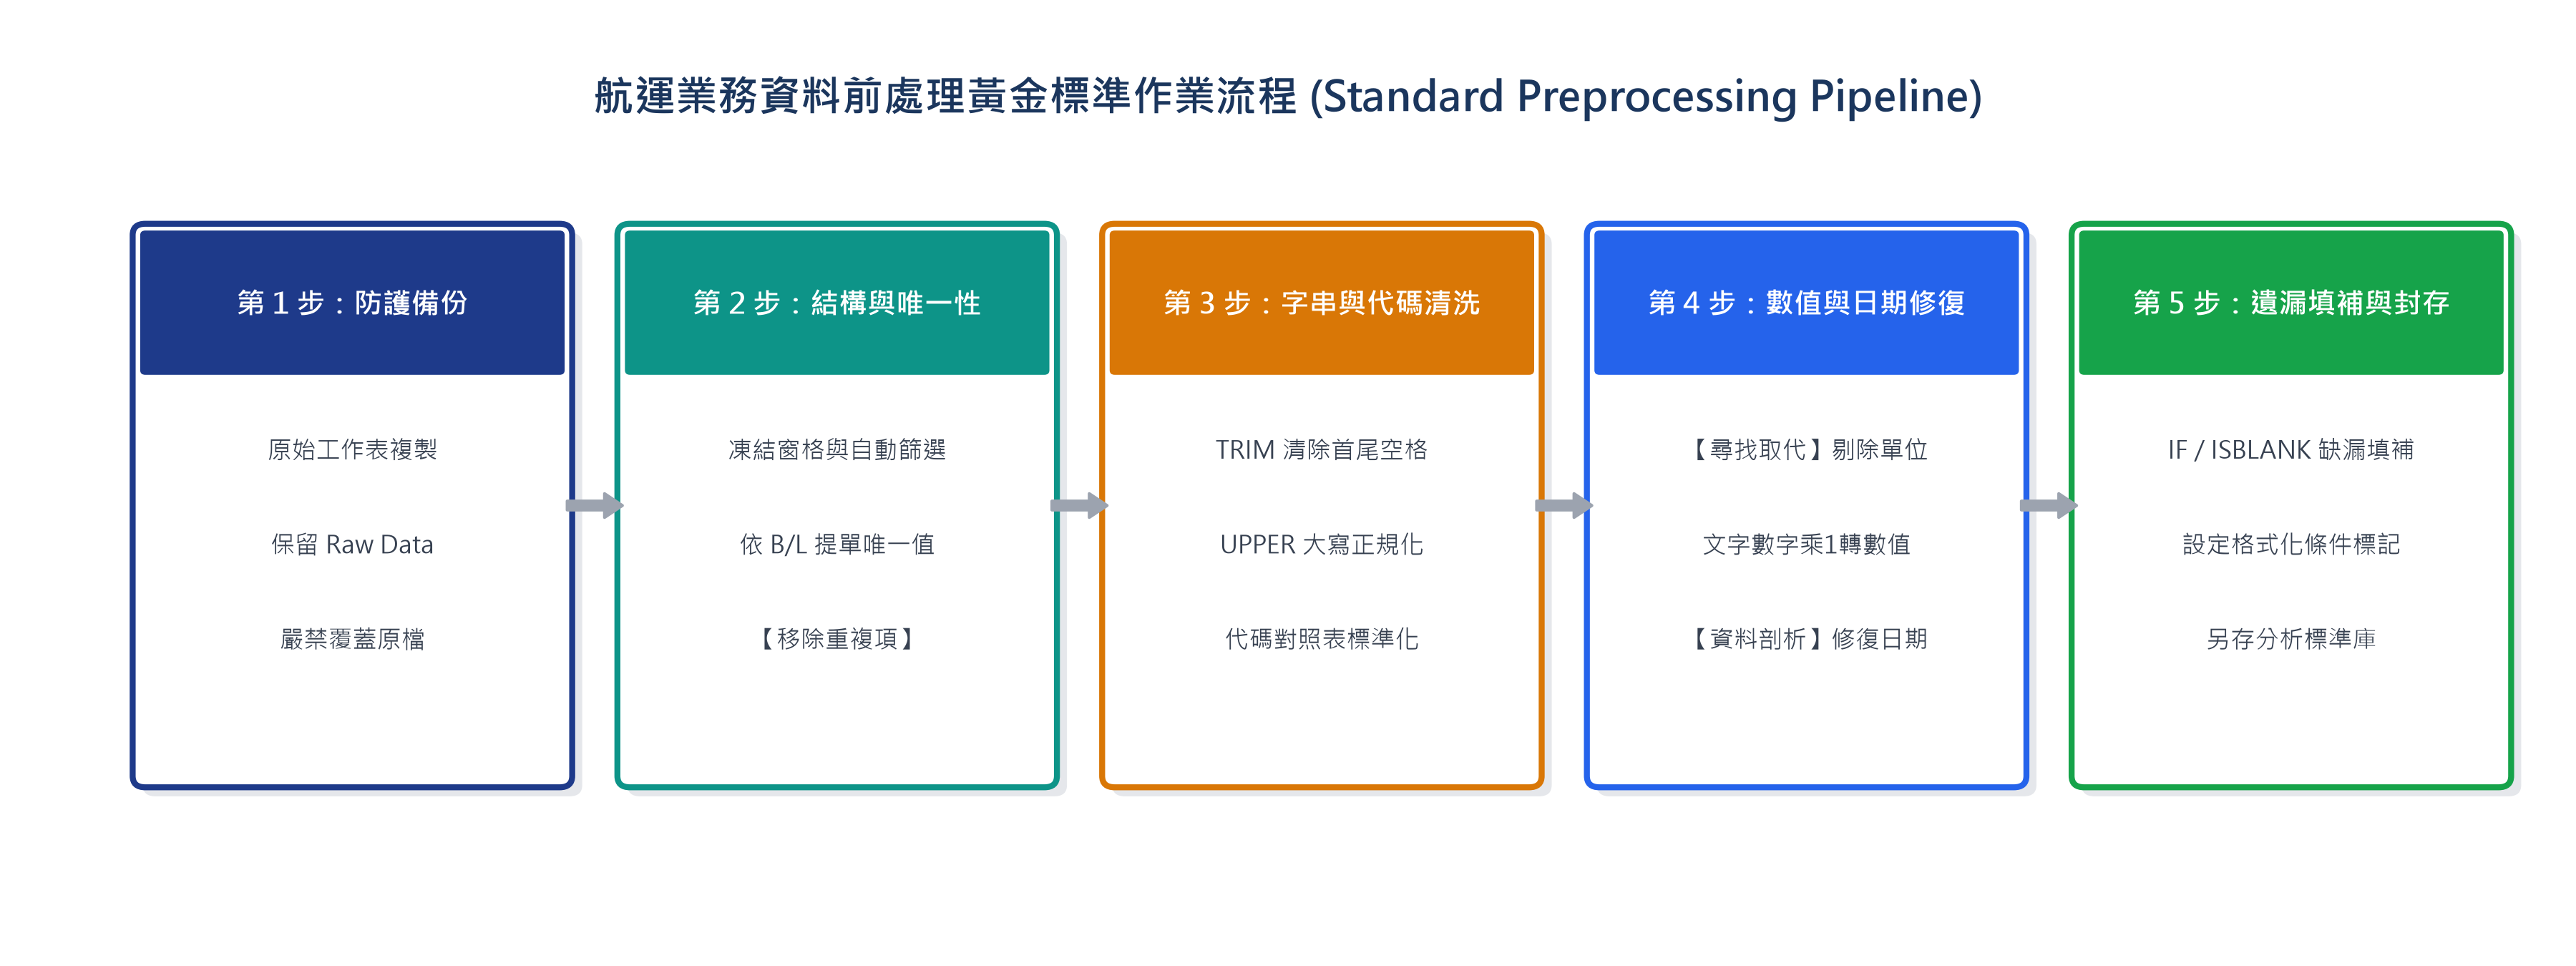 航運業務資料前處理黃金標準作業流程 (Standard Preprocessing Pipeline)
第 1 步：防護備份
原始工作表複製
保留 Raw Data
嚴禁覆蓋原檔
第 2 步：結構與唯一性
凍結窗格與自動篩選
依 B/L 提單唯一值
【移除重複項】
第 3 步：字串與代碼清洗
TRIM 清除首尾空格
UPPER 大寫正規化
代碼對照表標準化
第 4 步：數值與日期修復
【尋找取代】剔除單位
文字數字乘1轉數值
【資料剖析】修復日期
第 5 步：遺漏填補與封存
IF / ISBLANK 缺漏填補
設定格式化條件標記
另存分析標準庫